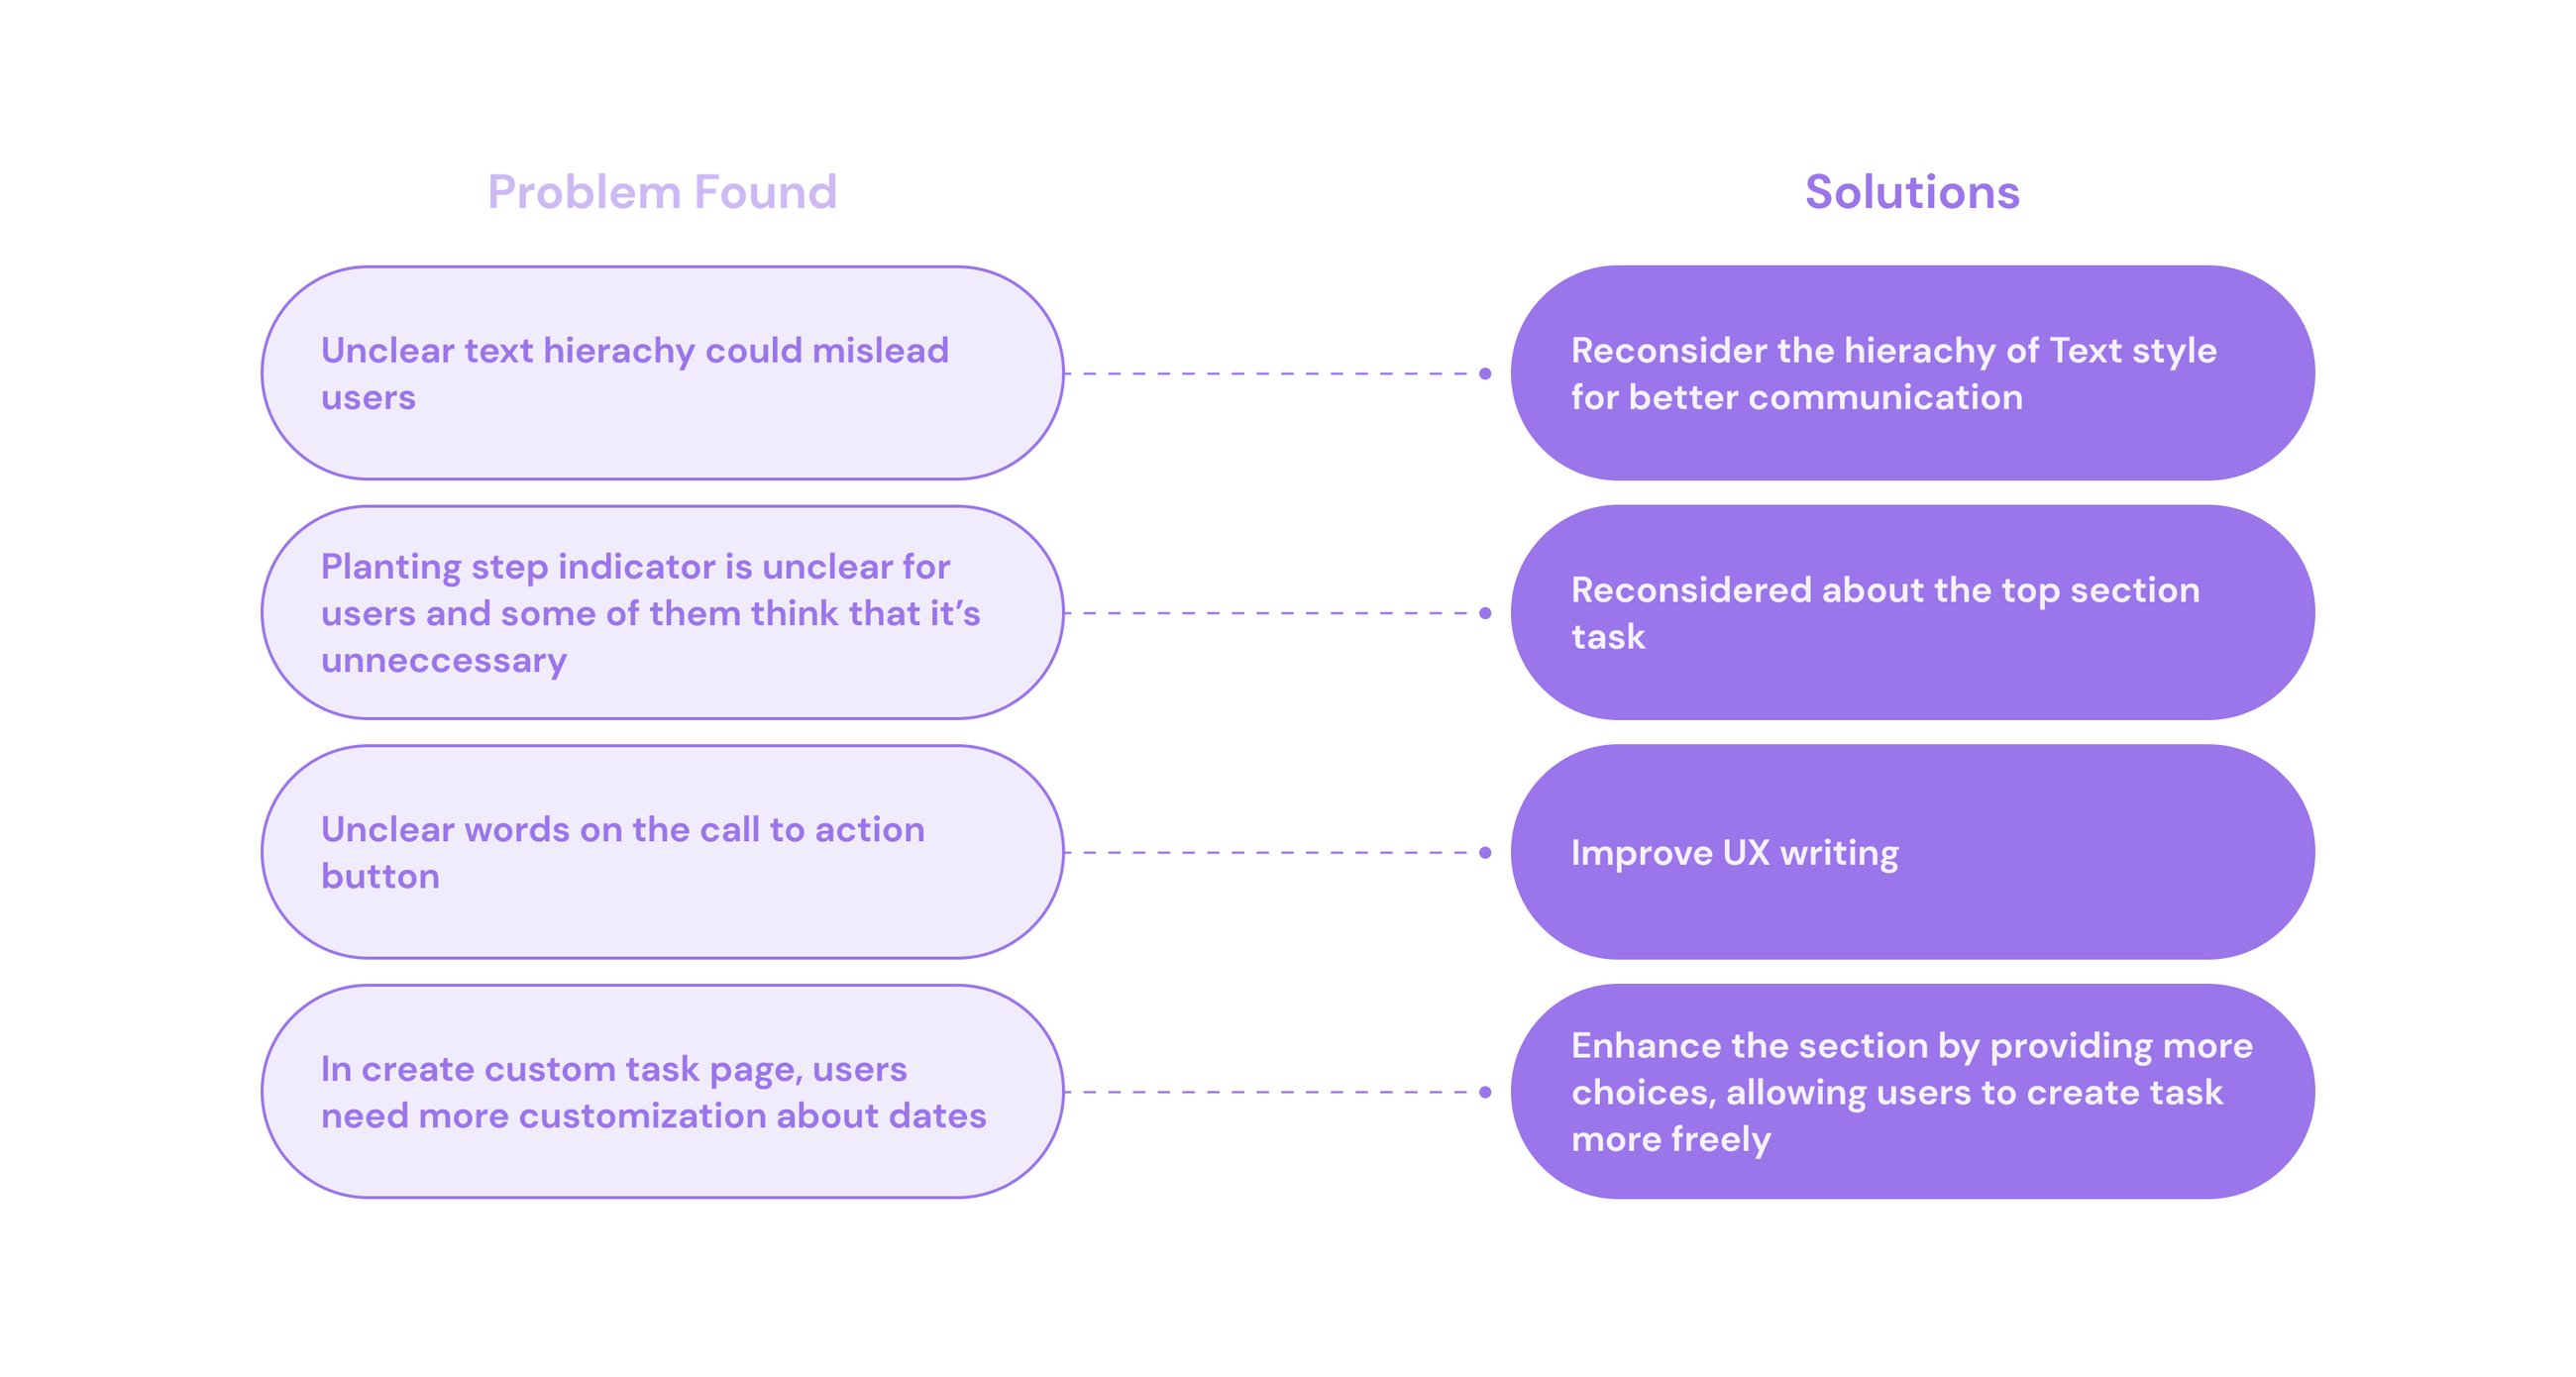 Problem Found
Solutions
Unclear text hierachy could mislead
users
Reconsider the hierachy of Text style
for better communication
Planting step indicator is unclear for
users and some of them think that it’s
unneccessary
Reconsidered about the top section
task
Unclear words on the call to action
button
Improve UX writing
In create custom task page, users
need more customization about dates
Enhance the section by providing more
choices, allowing users to create task
more freely